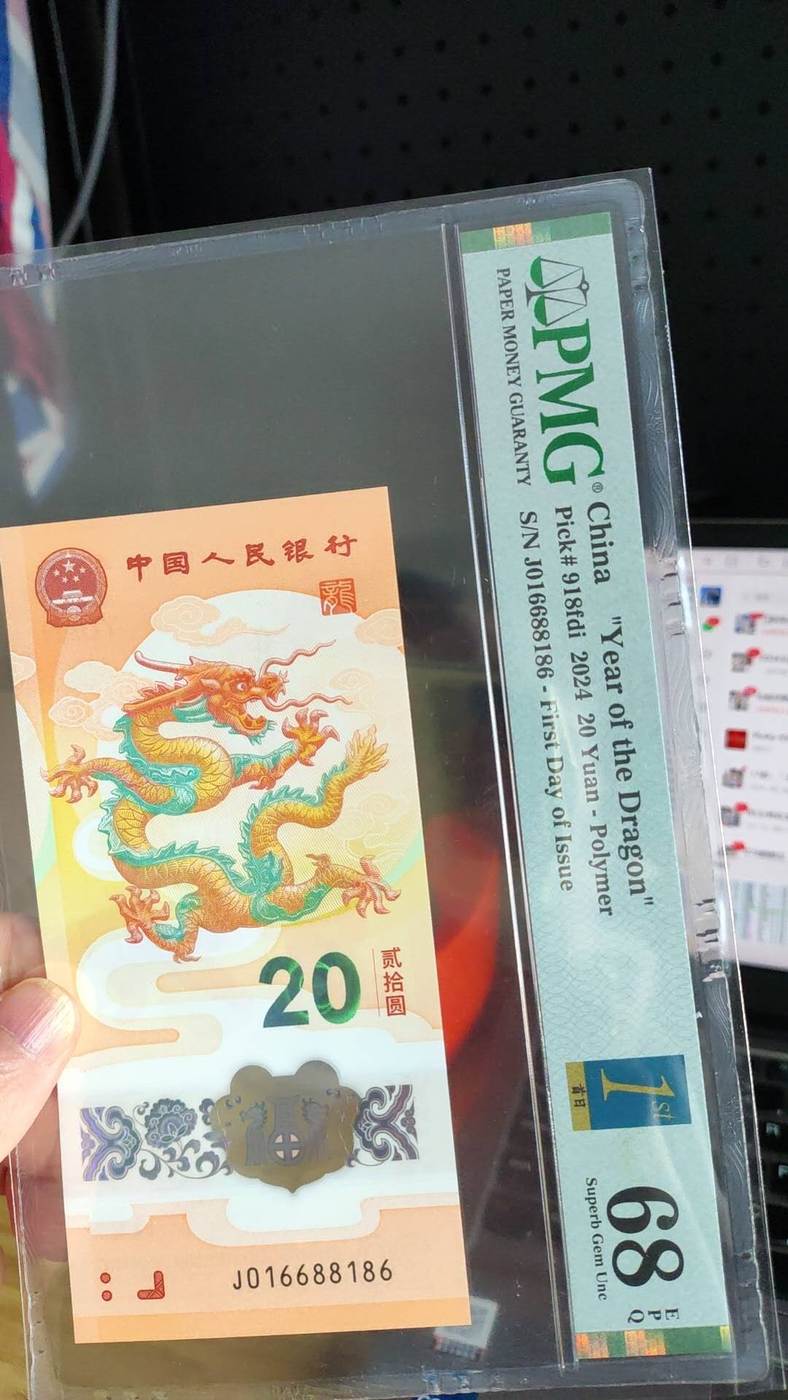 中国人民银行
龍
20
贰拾圆
J016688186
PMG®
PAPER MONEY GUARANTY
China "Year of the Dragon"
Pick# 918fdi 2024 20 Yuan - Polymer
S/N J016688186 - First Day of Issue
1st
首日
68
EPQ
Superb Gem Unc